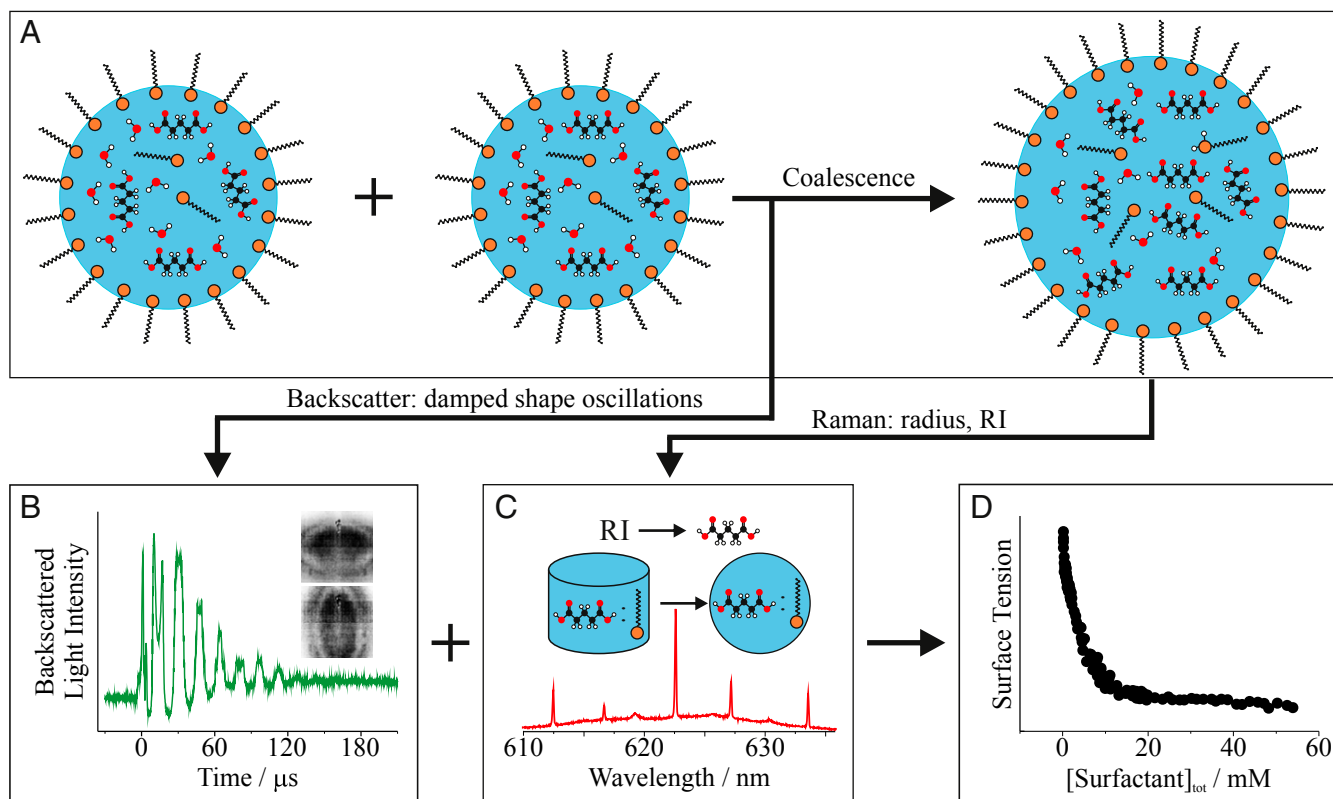 A
Coalescence
Backscatter: damped shape oscillations
Raman: radius, RI
B
Backscattered
Light Intensity
0 60 120 180
Time / μs
C
RI
610 620 630
Wavelength / nm
D
Surface Tension
0 20 40 60
[Surfactant]tot / mM